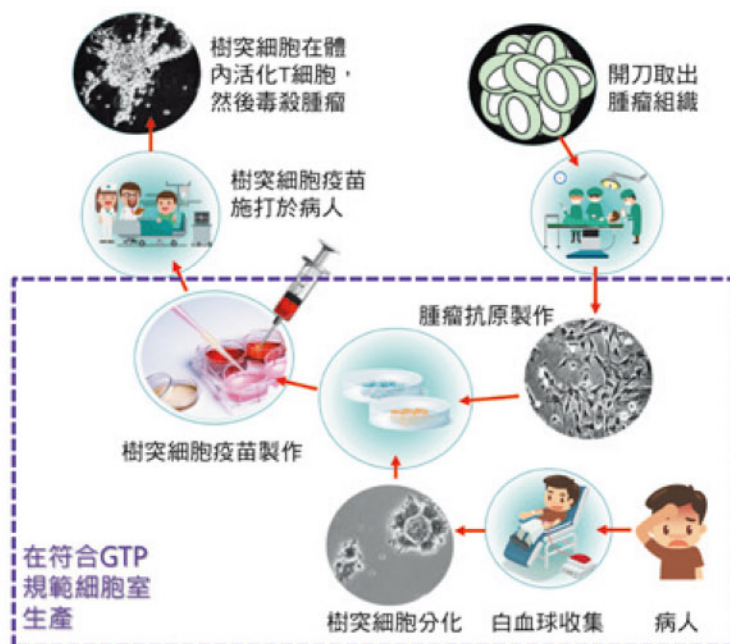 樹突細胞在體
內活化T細胞，
然後毒殺腫瘤
開刀取出
腫瘤組織
樹突細胞疫苗
施打於病人
腫瘤抗原製作
樹突細胞疫苗製作
在符合GTP
規範細胞室
生產
樹突細胞分化
白血球收集
病人